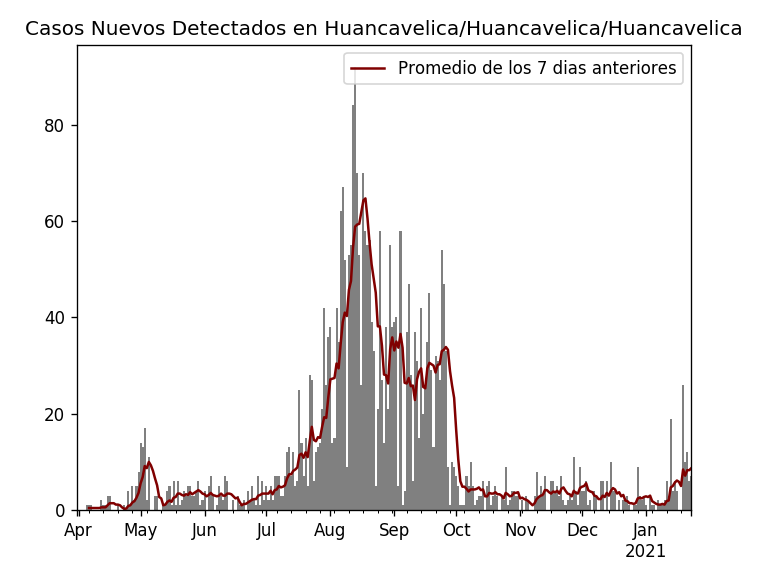 Casos Nuevos Detectados en Huancavelica/Huancavelica/Huancavelica
Promedio de los 7 dias anteriores
80
60
40
20
0
Apr May Jun Jul Aug Sep Oct Nov Dec Jan
2021